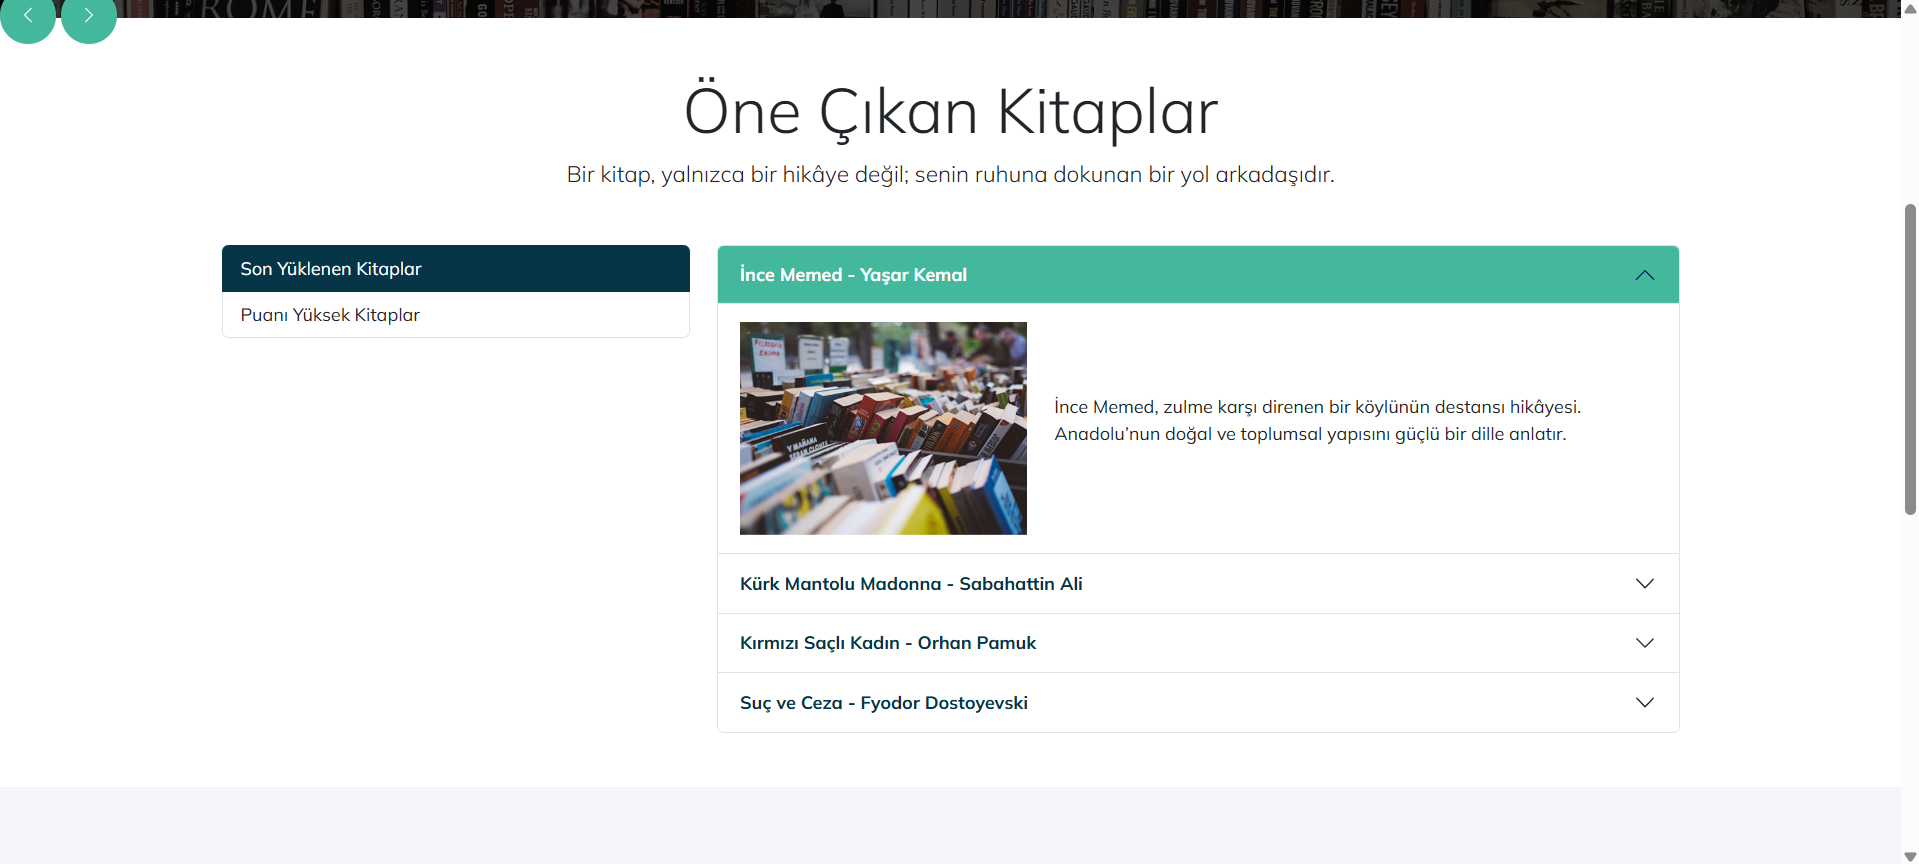 ROME
Öne Çıkan Kitaplar
Bir kitap, yalnızca bir hikâye değil; senin ruhuna dokunan bir yol arkadaşıdır.
Son Yüklenen Kitaplar
Puanı Yüksek Kitaplar
İnce Memed - Yaşar Kemal
İnce Memed, zulme karşı direnen bir köylünün destansı hikâyesi.
Anadolu’nun doğal ve toplumsal yapısını güçlü bir dille anlatır.
Kürk Mantolu Madonna - Sabahattin Ali
Kırmızı Saçlı Kadın - Orhan Pamuk
Suç ve Ceza - Fyodor Dostoyevski